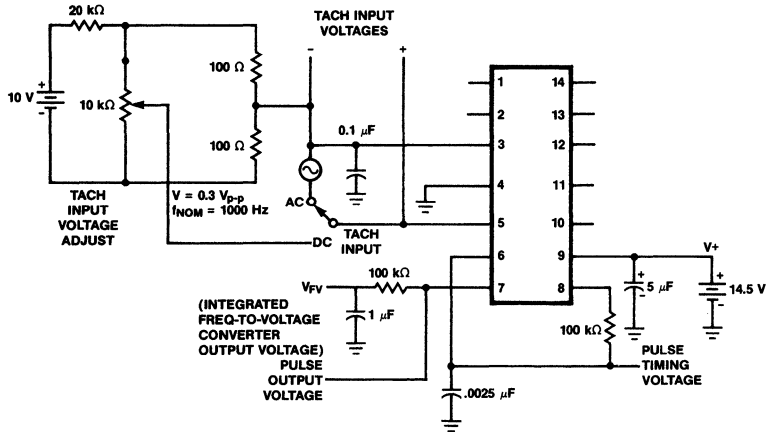 20 kΩ
TACH INPUT
VOLTAGES
-
+
100 Ω
10 V
+
-
10 kΩ
100 Ω
0.1 μF
1
2
3
4
5
6
7
14
13
12
11
10
9
8
TACH
INPUT
VOLTAGE
ADJUST
V = 0.3 Vp-p
fNOM = 1000 Hz
AC
DC
TACH
INPUT
V+
+
5 μF
-
+
14.5 V
-
VFV
100 kΩ
1 μF
(INTEGRATED
FREQ-TO-VOLTAGE
CONVERTER
OUTPUT VOLTAGE)
PULSE
OUTPUT
VOLTAGE
100 kΩ
PULSE
TIMING
VOLTAGE
.0025 μF